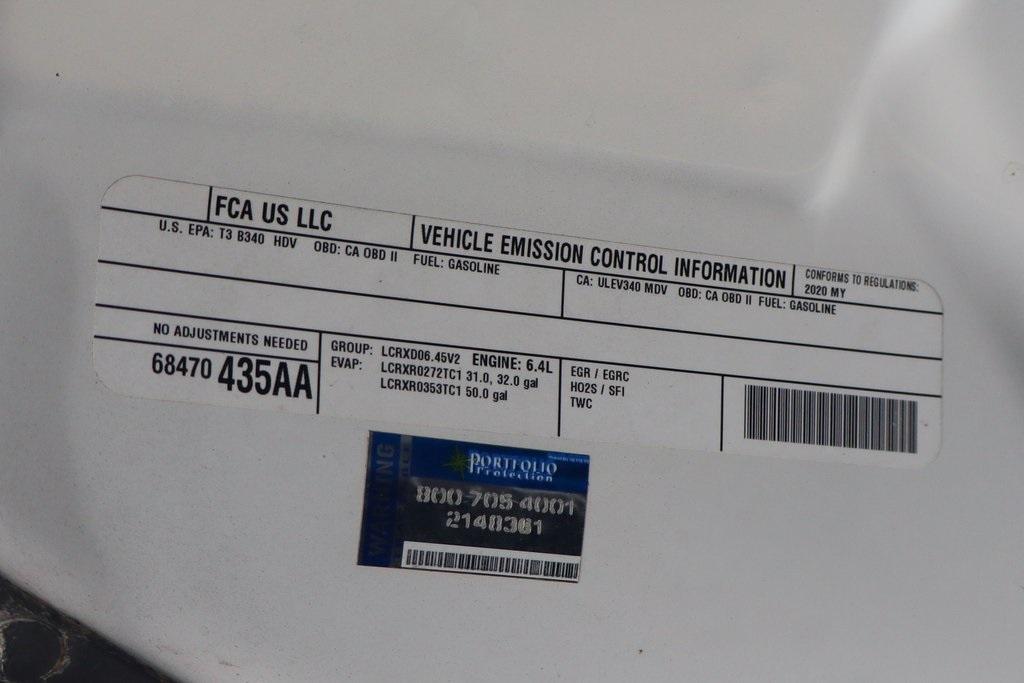 FCA US LLC
VEHICLE EMISSION CONTROL INFORMATION
CONFORMS TO REGULATIONS:
2020 MY
U.S. EPA: T3 B340 HDV OBD: CA OBD II FUEL: GASOLINE
CA: ULEV340 MDV OBD: CA OBD II FUEL: GASOLINE
NO ADJUSTMENTS NEEDED
68470 435AA
GROUP: LCRXD06.45V2 ENGINE: 6.4L
EVAP: LCRXR0272TC1 31.0, 32.0 gal
LCRXR0353TC1 50.0 gal
EGR / EGRC
HO2S / SFI
TWC
WARNING
PORTFOLIO
Protection
800-705-4001
2148361